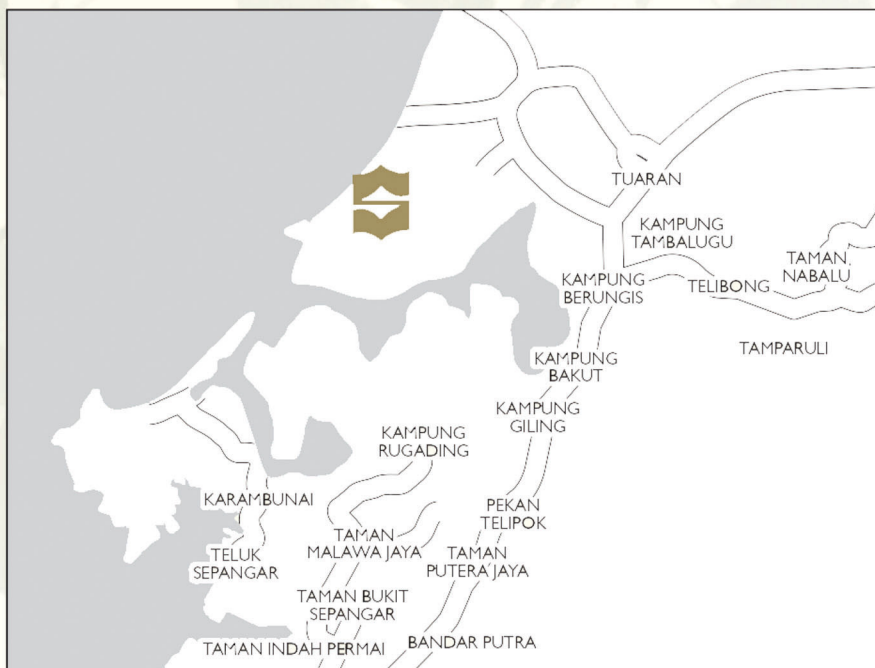 TUARAN
KAMPUNG
TAMBALUGU
TAMAN
NABALU
KAMPUNG
BERUNGIS
TELIBONG
TAMPARULI
KAMPUNG
BAKUT
KAMPUNG
GILING
KAMPUNG
RUGADING
KARAMBUNAI
PEKAN
TELIPOK
TAMAN
MALAWA JAYA
TELUK
SEPANGAR
TAMAN
PUTERA JAYA
TAMAN BUKIT
SEPANGAR
TAMAN INDAH PERMAI
BANDAR PUTRA